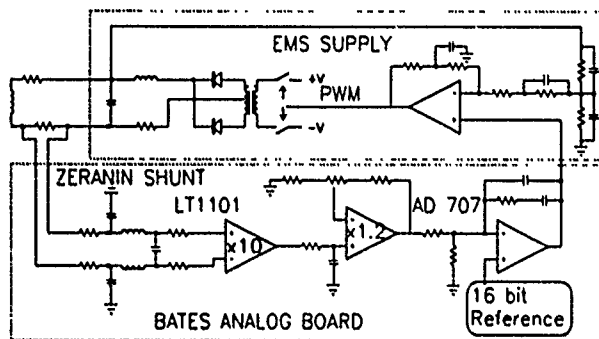 EMS SUPPLY
+V
PWM
-V
ZERANIN SHUNT
LT1101
AD 707
x10
x1.2
16 bit
Reference
BATES ANALOG BOARD